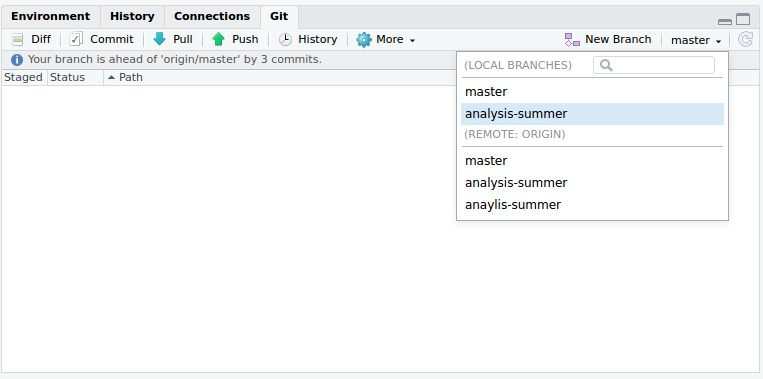 Environment History Connections Git
Diff Commit Pull Push History More New Branch master
Your branch is ahead of 'origin/master' by 3 commits.
Staged Status Path
(LOCAL BRANCHES)
master
analysis-summer
(REMOTE: ORIGIN)
master
analysis-summer
anaylis-summer